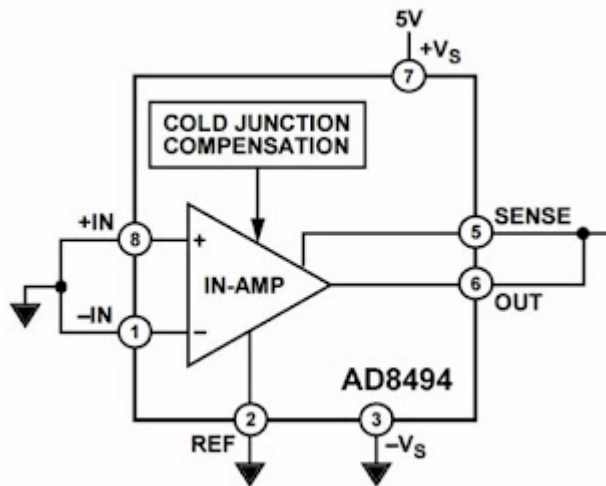 5V
+VS
7
COLD JUNCTION
COMPENSATION
+IN
8
+
SENSE
5
IN-AMP
6
OUT
–IN
1
–
AD8494
2
REF
3
–VS